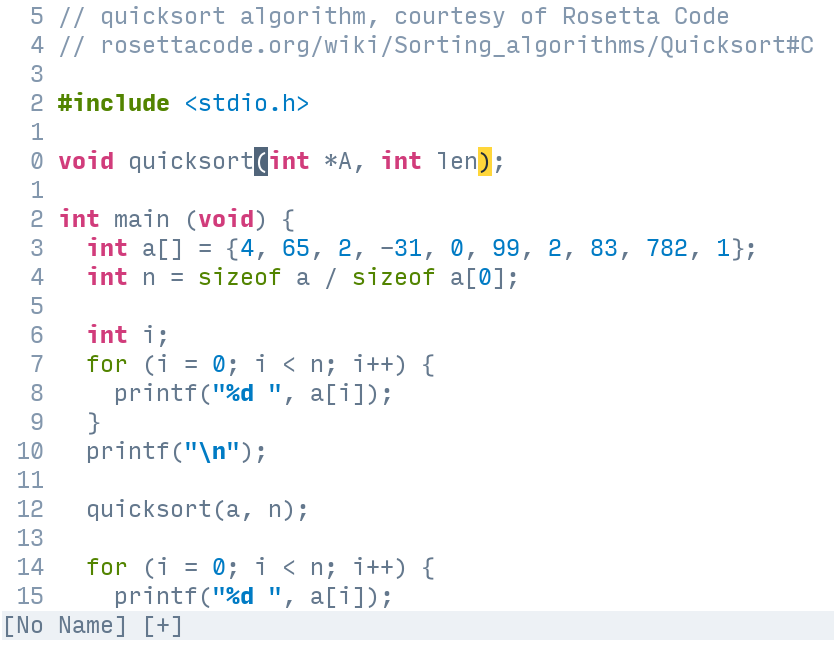 5 // quicksort algorithm, courtesy of Rosetta Code
4 // rosettacode.org/wiki/Sorting_algorithms/Quicksort#C
3
2 #include <stdio.h>
1
0 void quicksort(int *A, int len);
1
2 int main (void) {
3   int a[] = {4, 65, 2, -31, 0, 99, 2, 83, 782, 1};
4   int n = sizeof a / sizeof a[0];
5
6   int i;
7   for (i = 0; i < n; i++) {
8     printf("%d ", a[i]);
9   }
10   printf("\n");
11
12   quicksort(a, n);
13
14   for (i = 0; i < n; i++) {
15     printf("%d ", a[i]);
[No Name] [+]